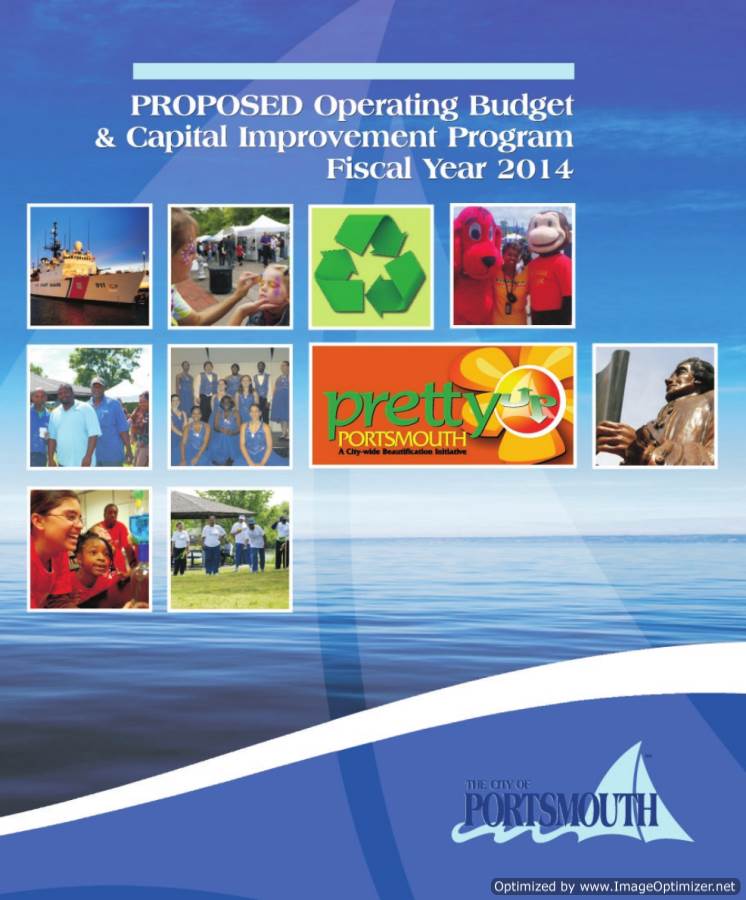 PROPOSED Operating Budget
& Capital Improvement Program
Fiscal Year 2014
pretty UP
PORTSMOUTH
A City-wide Beautification Initiative
THE CITY OF
PORTSMOUTH
Optimized by www.ImageOptimizer.net